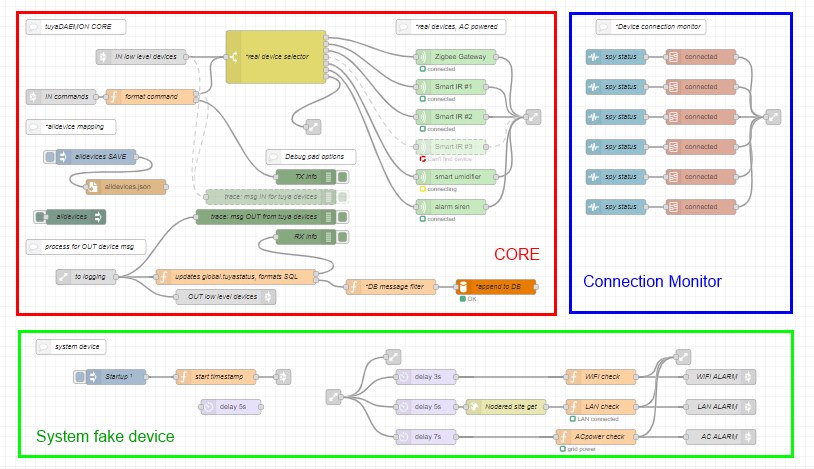 tuyaDAEMON CORE
IN low level devices
*real device selector
*real devices, AC powered
Zigbee Gateway
connected
Smart IR #1
connected
Smart IR #2
connected
Smart IR #3
Can't find device
smart umidifier
connecting
alarm siren
connected
IN commands
format command
*alldevice mapping
alldevices SAVE
alldevices.json
alldevices
Debug pad options
TX info
trace: msg IN for tuya devices
trace: msg OUT from tuya devices
RX info
process for OUT device msg
to logging
updates global.tuyastatus, formats SQL
OUT low level devices
*DB message filter
*append to DB
OK
CORE
*Device connection monitor
spy status
connected
spy status
connected
spy status
connected
spy status
connected
spy status
connected
spy status
connected
Connection Monitor
system device
Startup ¹
start timestamp
delay 5s
delay 3s
WiFi check
WIFI ALARM
delay 5s
Nodered site get
LAN check
LAN connected
LAN ALARM
delay 7s
ACpower check
grid power
AC ALARM
System fake device